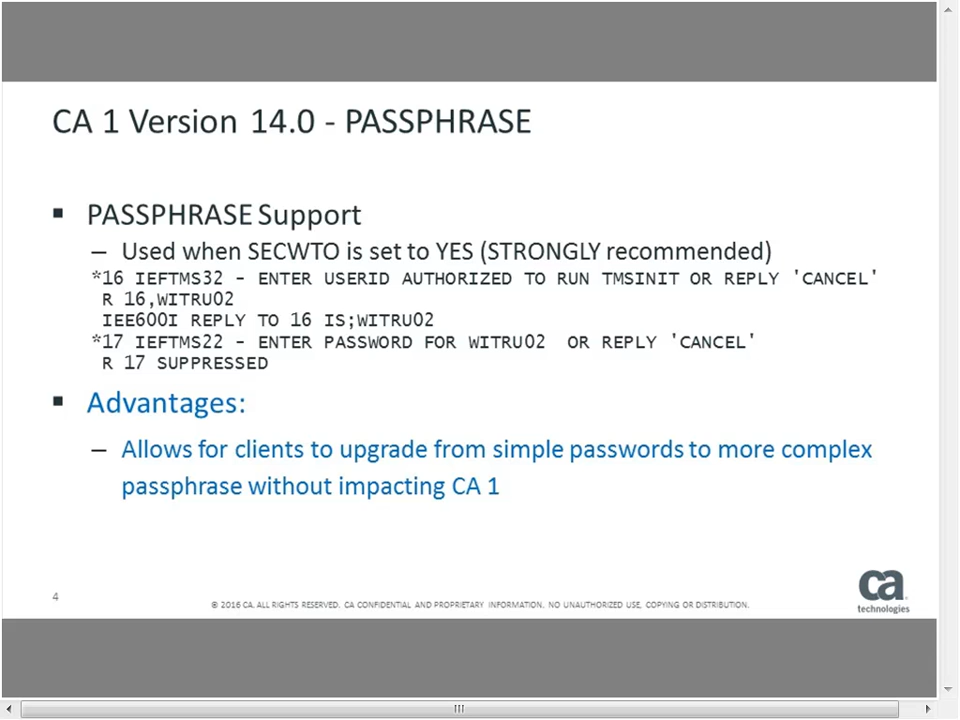 CA 1 Version 14.0 - PASSPHRASE
▪ PASSPHRASE Support
– Used when SECWTO is set to YES (STRONGLY recommended)
*16 IEFTMS32 - ENTER USERID AUTHORIZED TO RUN TMSINIT OR REPLY 'CANCEL'
R 16,WITRU02
IEE600I REPLY TO 16 IS;WITRU02
*17 IEFTMS22 - ENTER PASSWORD FOR WITRU02 OR REPLY 'CANCEL'
R 17 SUPPRESSED
▪ Advantages:
– Allows for clients to upgrade from simple passwords to more complex
passphrase without impacting CA 1
4
© 2016 CA. ALL RIGHTS RESERVED. CA CONFIDENTIAL AND PROPRIETARY INFORMATION. NO UNAUTHORIZED USE, COPYING OR DISTRIBUTION.
ca
technologies